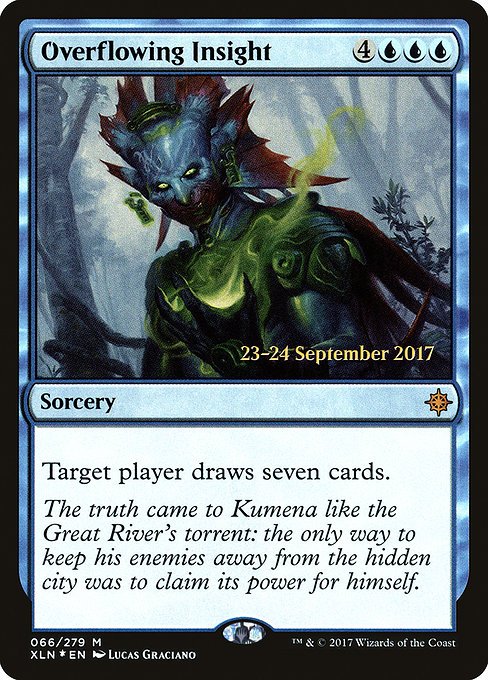 Overflowing Insight 4
23–24 September 2017
Sorcery
Target player draws seven cards.
The truth came to Kumena like the
Great River's torrent: the only way to
keep his enemies away from the hidden
city was to claim its power for himself.
066/279 M
XLN ★ EN Lucas Graciano
™ & © 2017 Wizards of the Coast